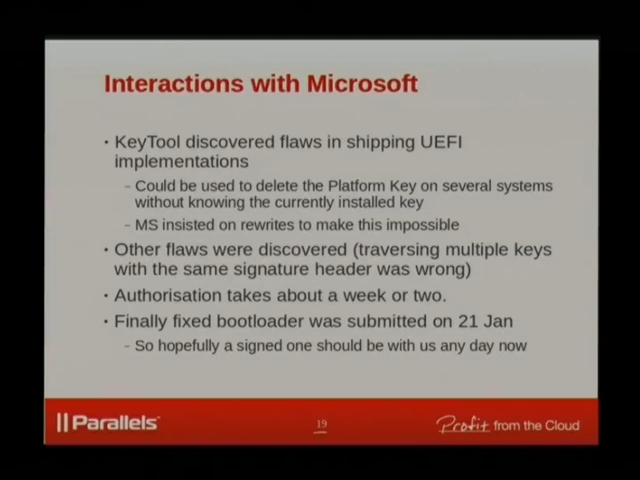 Interactions with Microsoft
· KeyTool discovered flaws in shipping UEFI
implementations
– Could be used to delete the Platform Key on several systems
without knowing the currently installed key
– MS insisted on rewrites to make this impossible
· Other flaws were discovered (traversing multiple keys
with the same signature header was wrong)
· Authorisation takes about a week or two.
· Finally fixed bootloader was submitted on 21 Jan
– So hopefully a signed one should be with us any day now
|| Parallels™
19
Profit from the Cloud